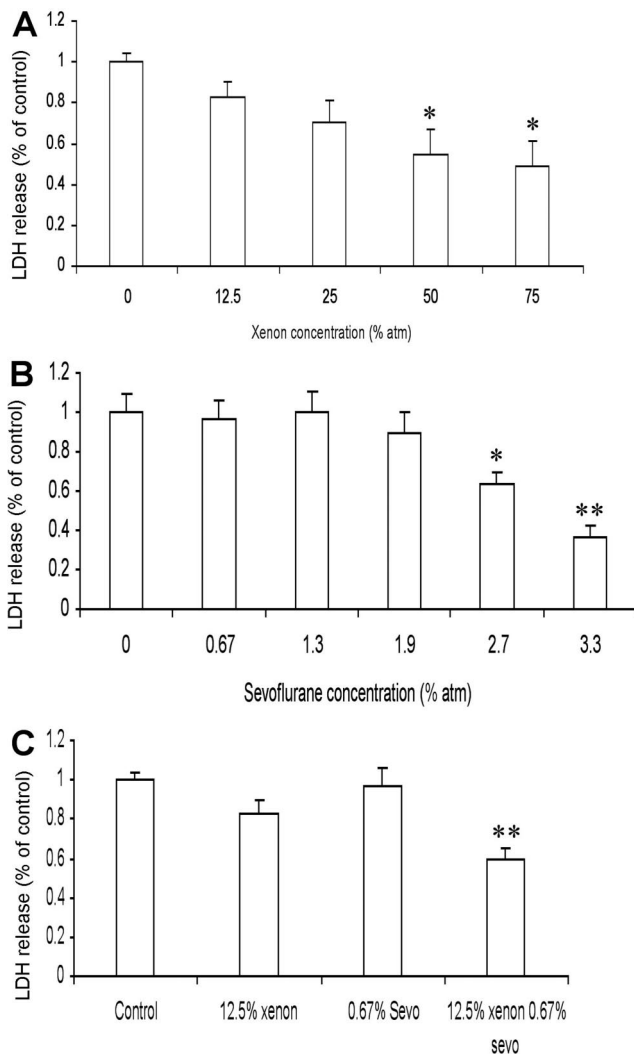 A
LDH release (% of control)
1.2
1
0.8
0.6
0.4
0.2
0
*
*
0 12.5 25 50 75
Xenon concentration (% atm)
B
LDH release (% of control)
1.2
1
0.8
0.6
0.4
0.2
0
*
**
0 0.67 1.3 1.9 2.7 3.3
Sevoflurane concentration (% atm)
C
LDH release (% of control)
1.2
1
0.8
0.6
0.4
0.2
0
**
Control 12.5% xenon 0.67% Sevo 12.5% xenon 0.67%
sevo